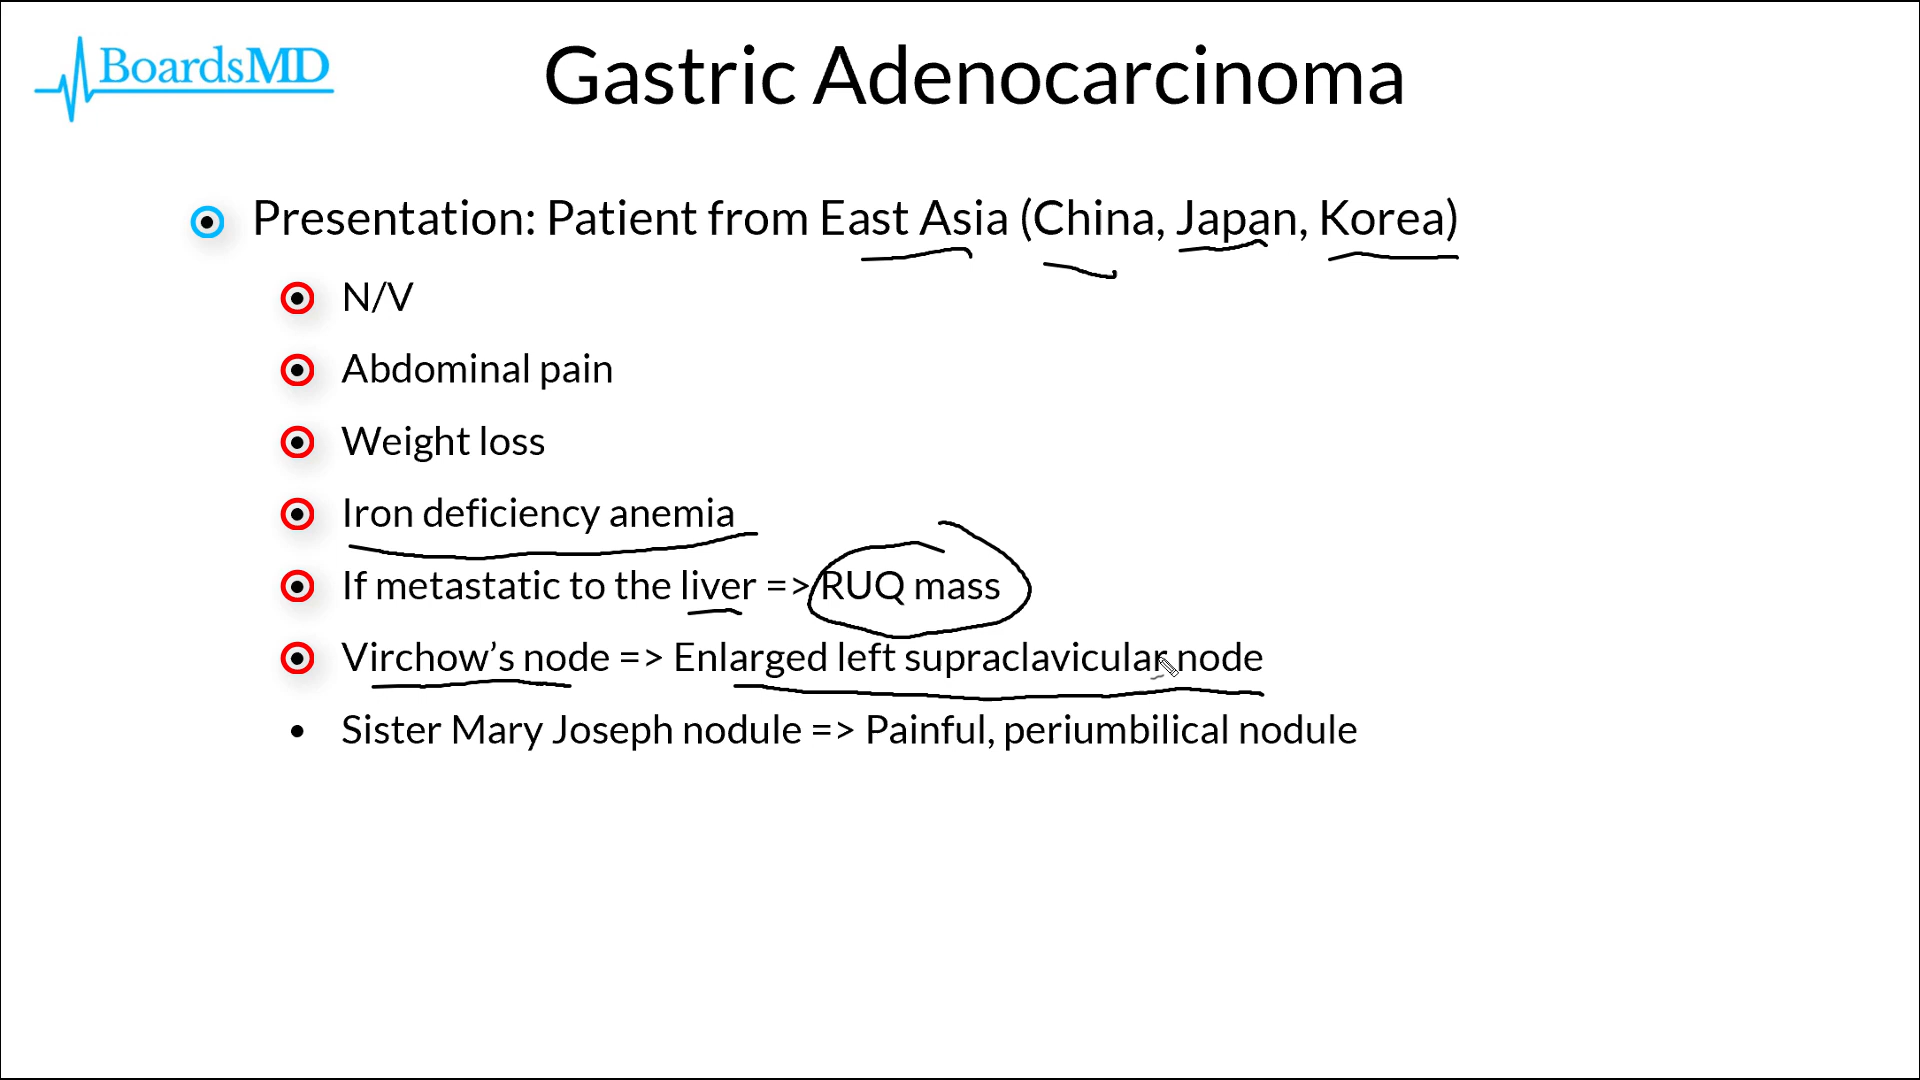 BoardsMD
Gastric Adenocarcinoma
Presentation: Patient from East Asia (China, Japan, Korea)
N/V
Abdominal pain
Weight loss
Iron deficiency anemia
If metastatic to the liver => RUQ mass
Virchow’s node => Enlarged left supraclavicular node
Sister Mary Joseph nodule => Painful, periumbilical nodule